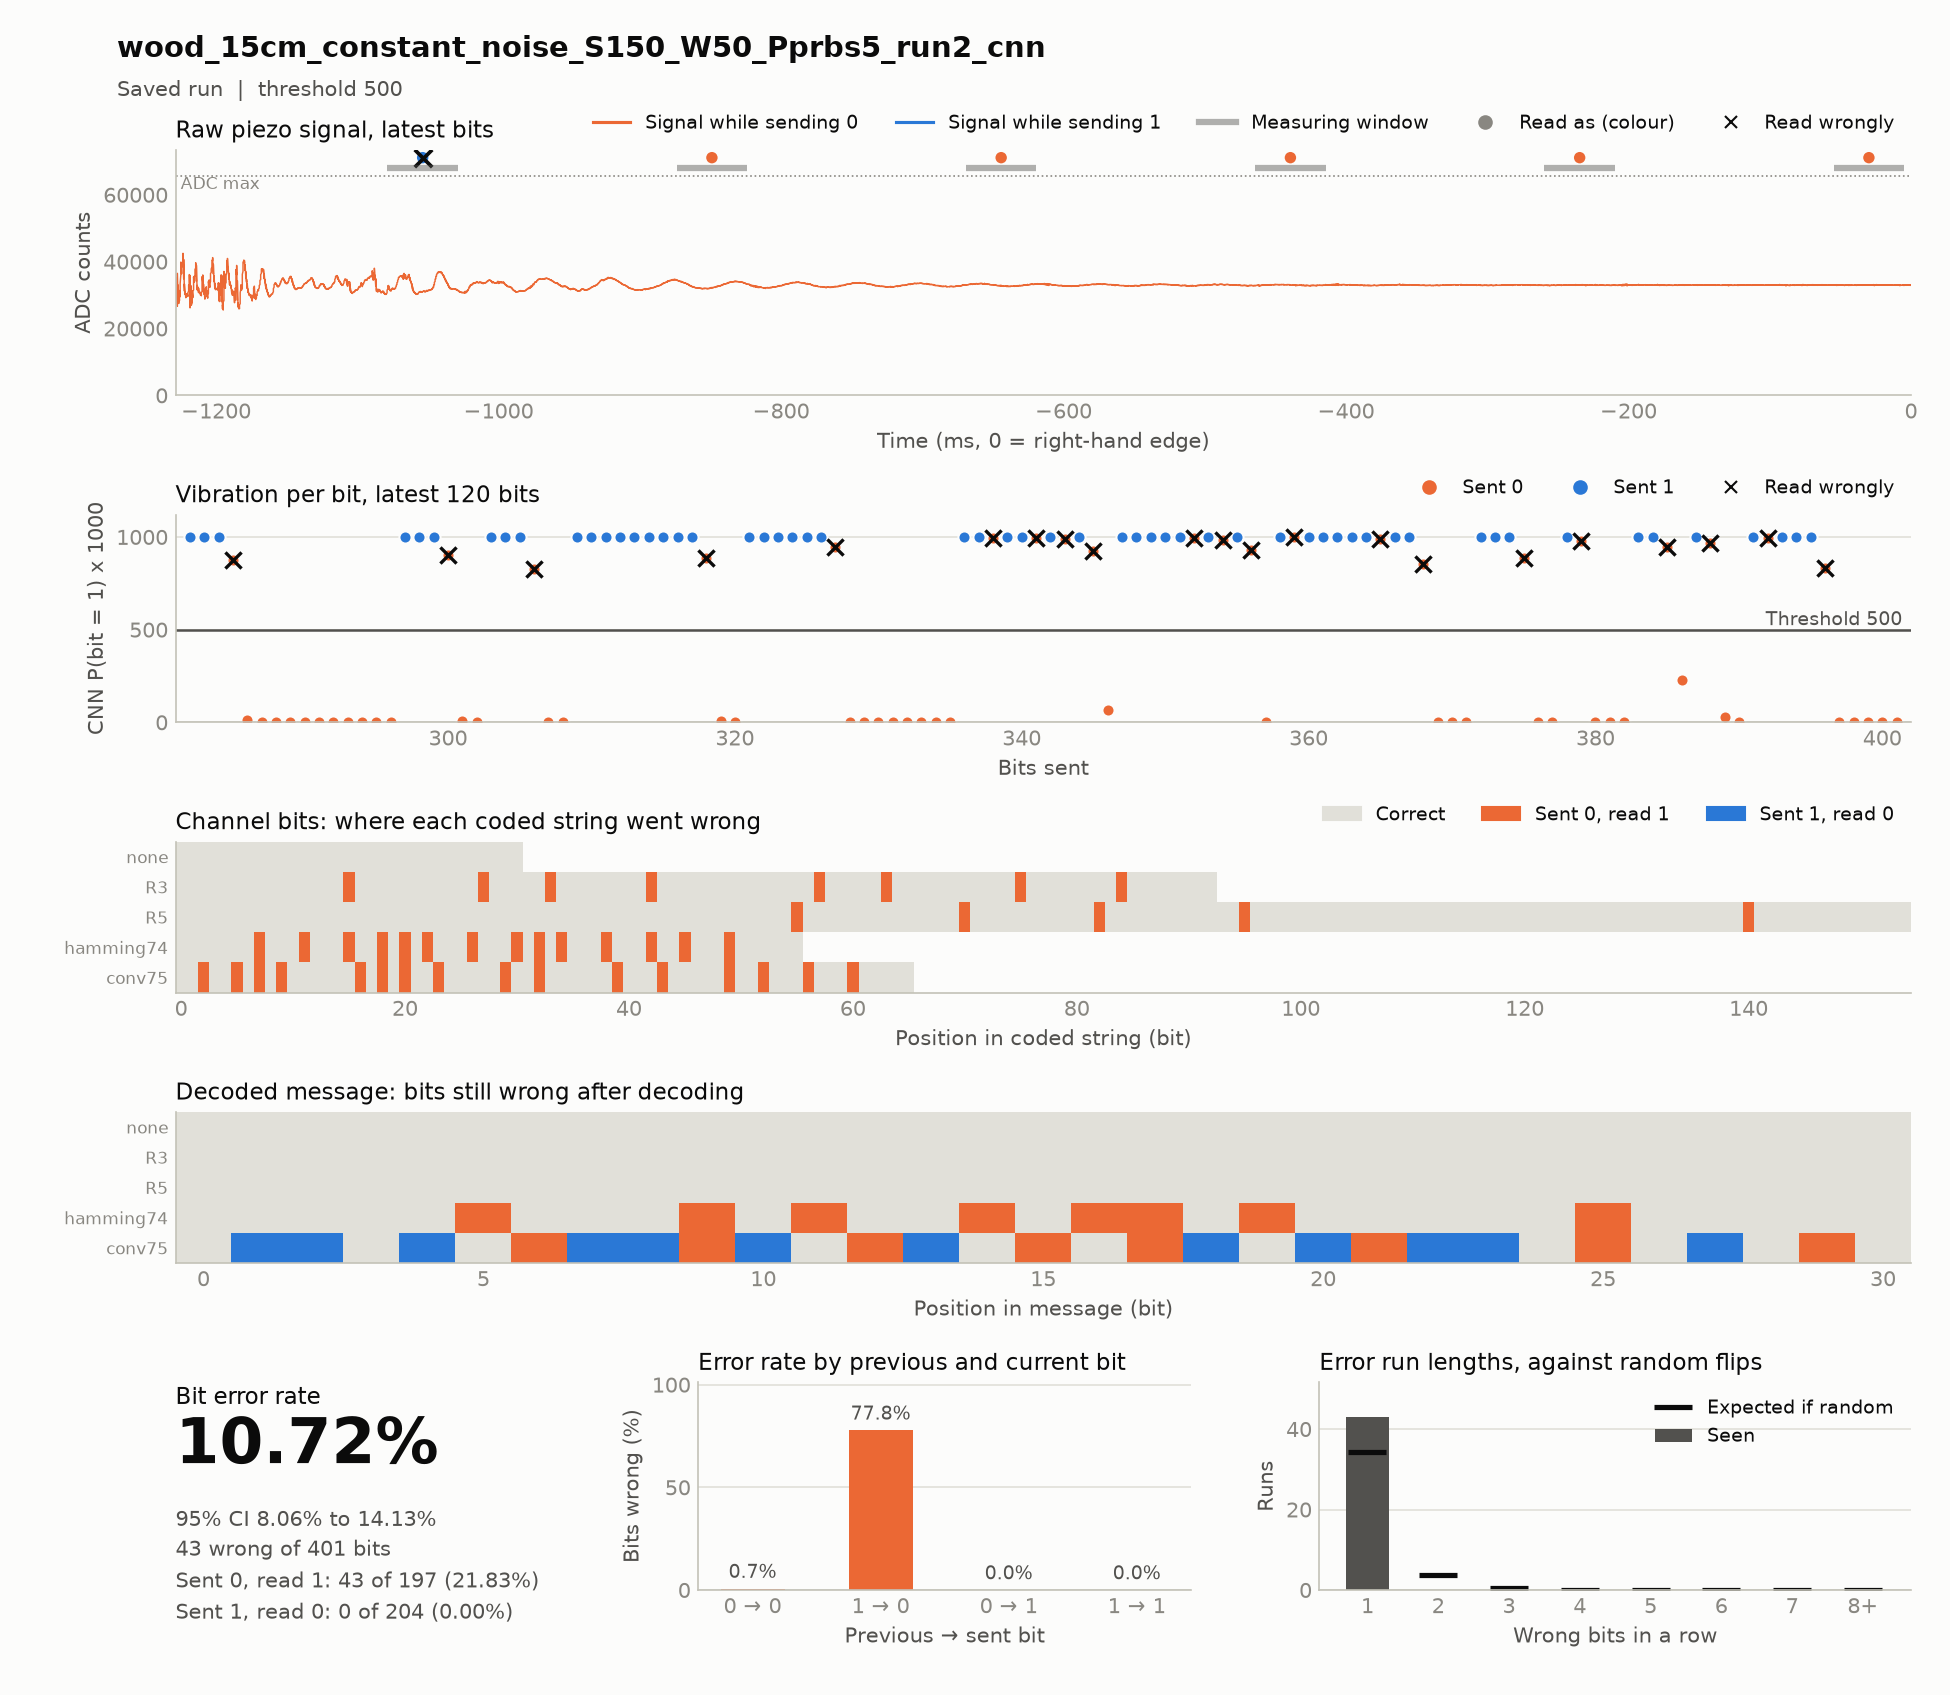 wood_15cm_constant_noise_S150_W50_Pprbs5_run2_cnn
Saved run | threshold 500
Raw piezo signal, latest bits
Signal while sending 0
Signal while sending 1
Measuring window
Read as (colour)
Read wrongly
ADC max
ADC counts
60000
40000
20000
0
−1200
−1000
−800
−600
−400
−200
0
Time (ms, 0 = right-hand edge)
Vibration per bit, latest 120 bits
Sent 0
Sent 1
Read wrongly
CNN P(bit = 1) x 1000
1000
500
0
Threshold 500
300
320
340
360
380
400
Bits sent
Channel bits: where each coded string went wrong
Correct
Sent 0, read 1
Sent 1, read 0
none
R3
R5
hamming74
conv75
0
20
40
60
80
100
120
140
Position in coded string (bit)
Decoded message: bits still wrong after decoding
none
R3
R5
hamming74
conv75
0
5
10
15
20
25
30
Position in message (bit)
Bit error rate
10.72%
95% CI 8.06% to 14.13%
43 wrong of 401 bits
Sent 0, read 1: 43 of 197 (21.83%)
Sent 1, read 0: 0 of 204 (0.00%)
Error rate by previous and current bit
Bits wrong (%)
100
50
0
0.7%
77.8%
0.0%
0.0%
0 → 0
1 → 0
0 → 1
1 → 1
Previous → sent bit
Error run lengths, against random flips
Expected if random
Seen
Runs
40
20
0
1
2
3
4
5
6
7
8+
Wrong bits in a row